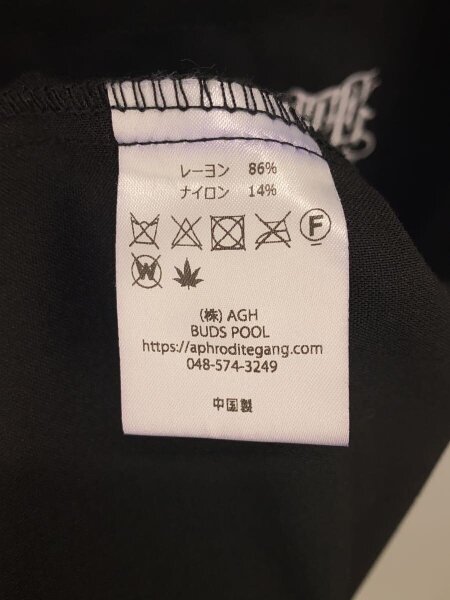 レーヨン 86%
ナイロン 14%
F
W
(株) AGH
BUDS POOL
https://aphroditegang.com
048-574-3249
中国製